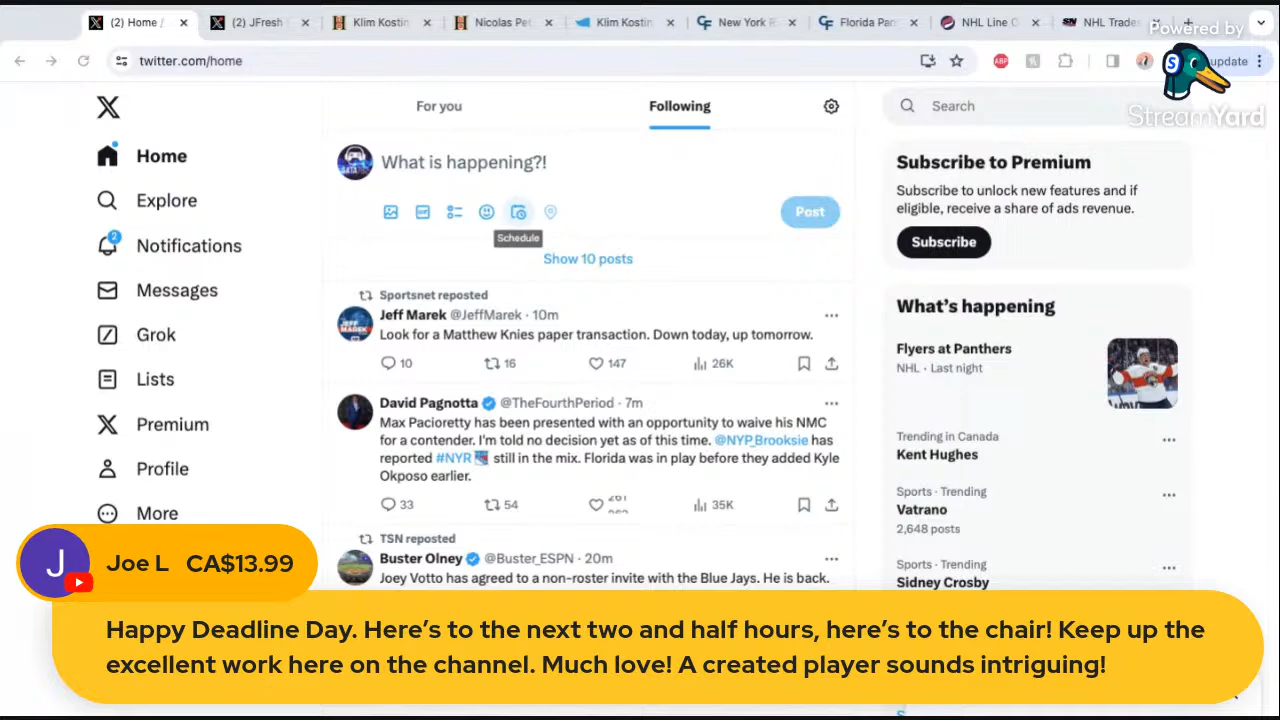 (2) Home /
(2) JFresh
Klim Kostin
Nicolas Pe
Klim Kostin
New York R
Florida Pan
NHL Line C
NHL Trades
Powered by
twitter.com/home
ABP
update
StreamYard
For you
Following
Search
Home
Explore
Notifications
2
Messages
Grok
Lists
Premium
Profile
More
What is happening?!
Post
Schedule
Show 10 posts
Sportsnet reposted
Jeff Marek @JeffMarek · 10m
Look for a Matthew Knies paper transaction. Down today, up tomorrow.
10
16
147
26K
David Pagnotta @TheFourthPeriod · 7m
Max Pacioretty has been presented with an opportunity to waive his NMC
for a contender. I'm told no decision yet as of this time. @NYP_Brooksie has
reported #NYR still in the mix. Florida was in play before they added Kyle
Okposo earlier.
33
54
35K
TSN reposted
Buster Olney @Buster_ESPN · 20m
Joey Votto has agreed to a non-roster invite with the Blue Jays. He is back.
Subscribe to Premium
Subscribe to unlock new features and if
eligible, receive a share of ads revenue.
Subscribe
What's happening
Flyers at Panthers
NHL · Last night
Trending in Canada
Kent Hughes
Sports · Trending
Vatrano
2,648 posts
Sports · Trending
Sidney Crosby
J
Joe L CA$13.99
Happy Deadline Day. Here's to the next two and half hours, here's to the chair! Keep up the
excellent work here on the channel. Much love! A created player sounds intriguing!